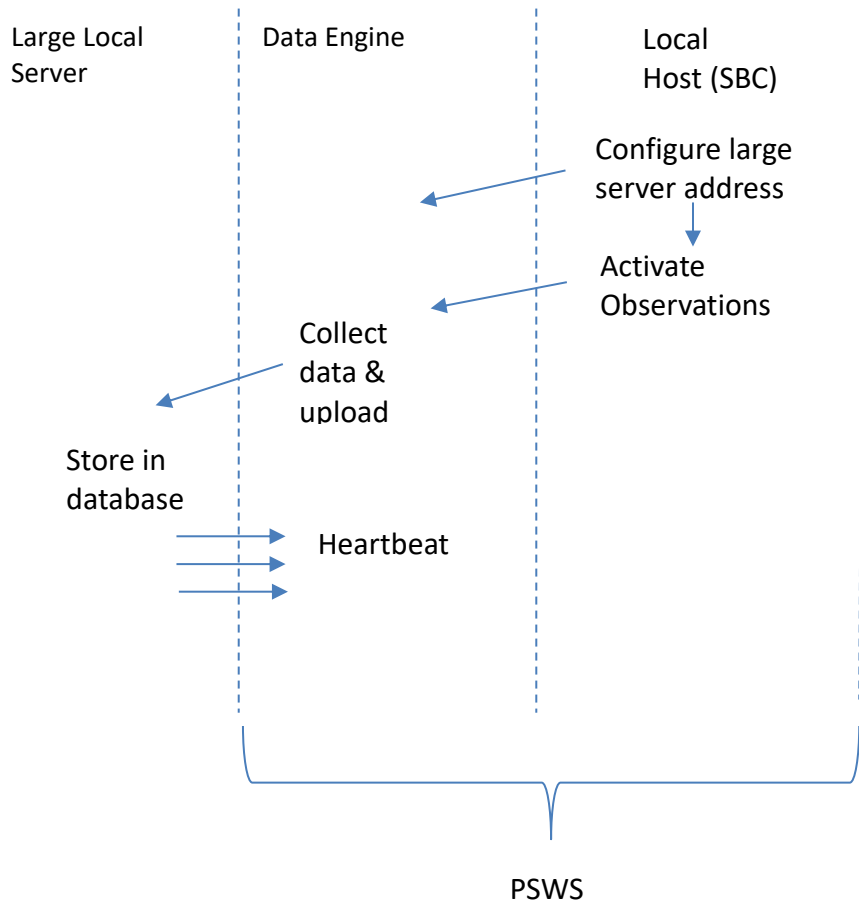 Large Local
Server
Data Engine
Local
Host (SBC)
Configure large
server address
Activate
Observations
Collect
data &
upload
Store in
database
Heartbeat
PSWS